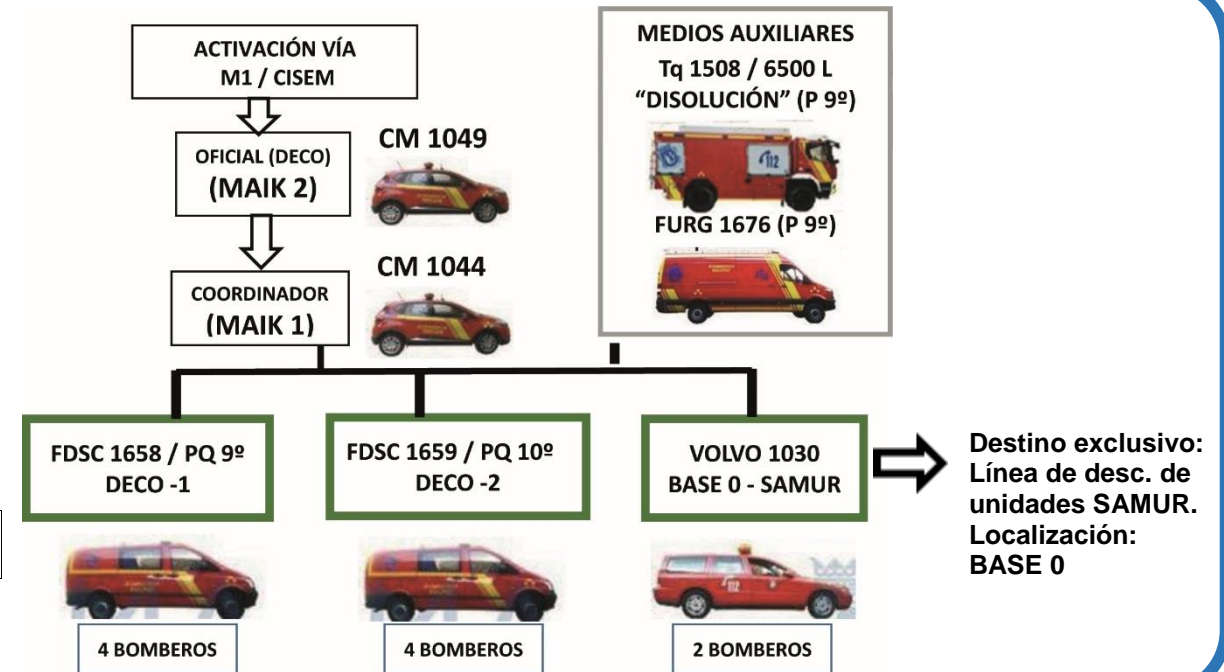 ACTIVACIÓN VÍA
M1 / CISEM
OFICIAL (DECO)
(MAIK 2)
CM 1049
COORDINADOR
(MAIK 1)
CM 1044
MEDIOS AUXILIARES
Tq 1508 / 6500 L
“DISOLUCIÓN” (P 9º)
112
FURG 1676 (P 9º)
FDSC 1658 / PQ 9º
DECO -1
FDSC 1659 / PQ 10º
DECO -2
VOLVO 1030
BASE 0 - SAMUR
Destino exclusivo:
Línea de desc. de
unidades SAMUR.
Localización:
BASE 0
112
4 BOMBEROS
4 BOMBEROS
2 BOMBEROS